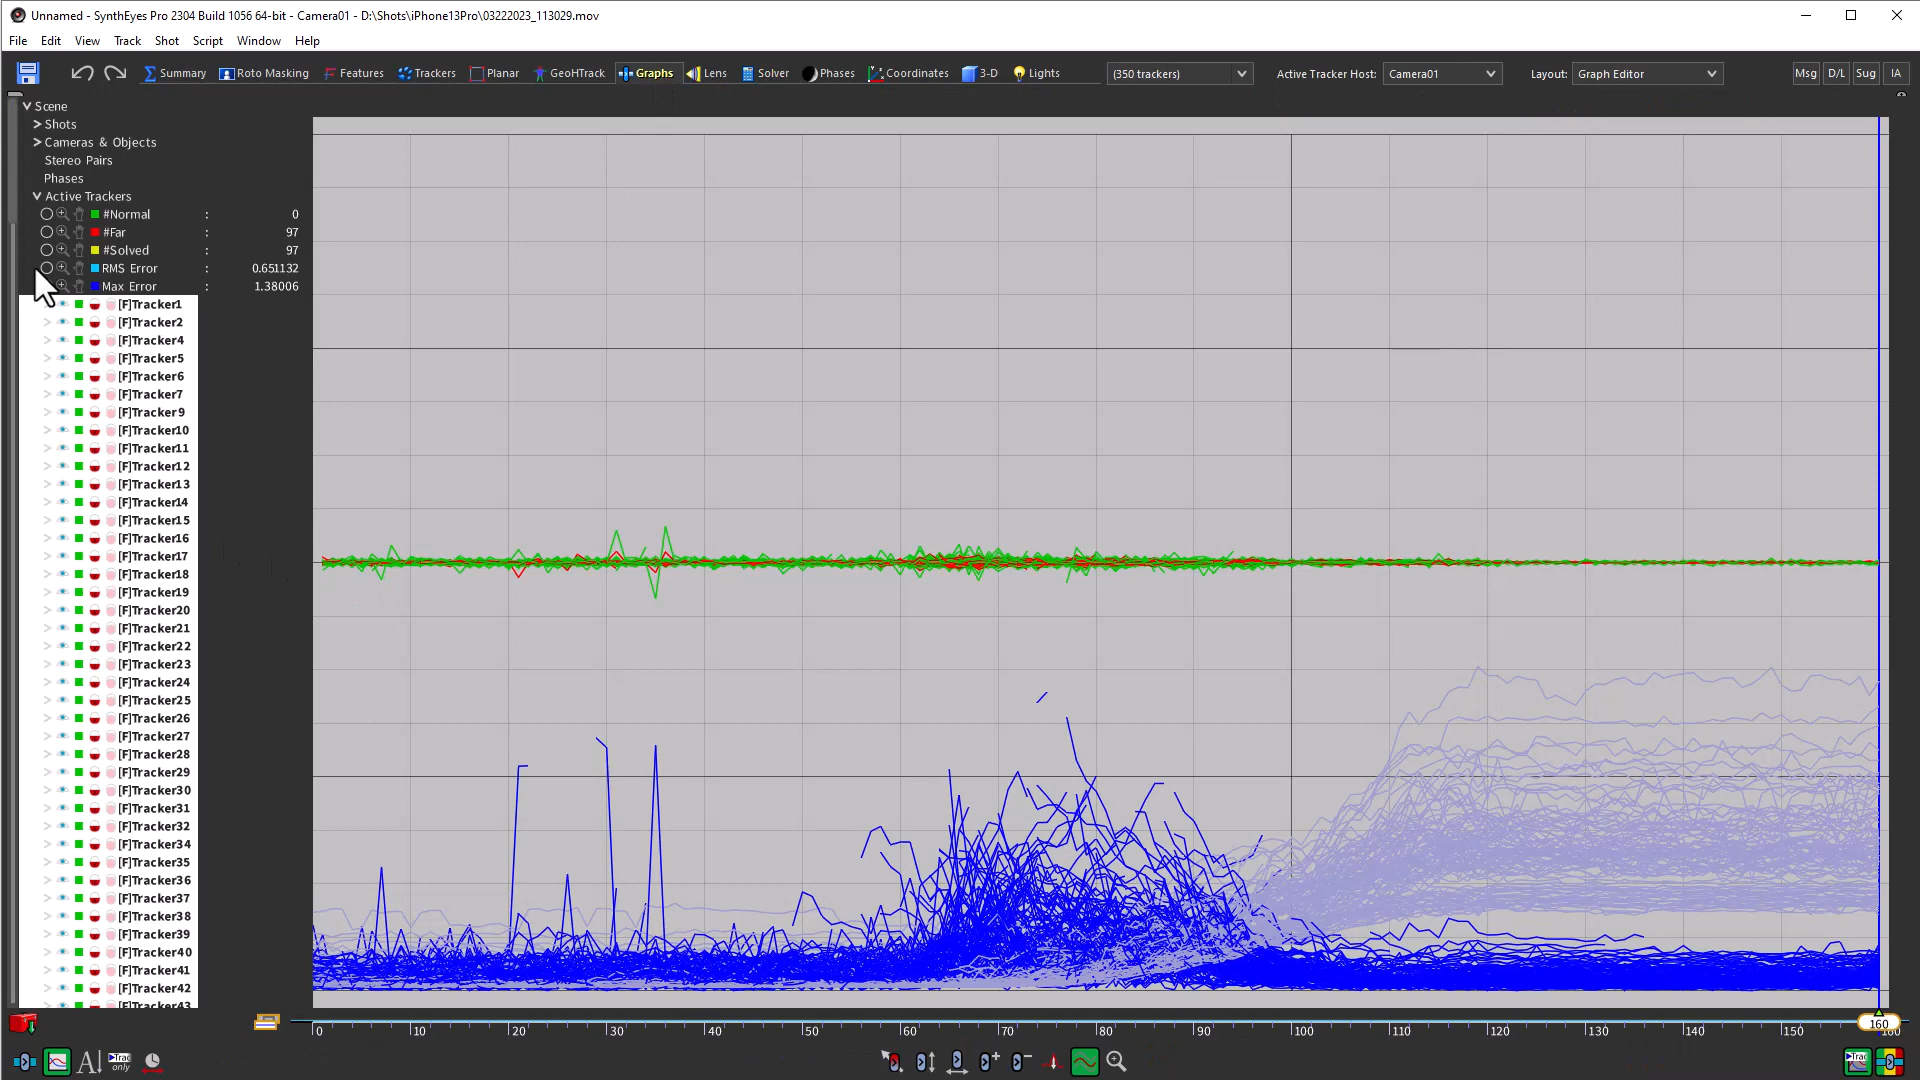 Unnamed - SynthEyes Pro 2304 Build 1056 64-bit - Camera01 - D:\Shots\iPhone13Pro\03222023_113029.mov
File Edit View Track Shot Script Window Help
Summary Roto Masking Features Trackers Planar GeoHTrack Graphs Lens Solver Phases Coordinates 3-D Lights (350 trackers) Active Tracker Host: Camera01 Layout: Graph Editor Msg D/L Sug IA
Scene
Shots
Cameras & Objects
Stereo Pairs
Phases
Active Trackers
#Normal : 0
#Far : 97
#Solved : 97
RMS Error : 0.651132
Max Error : 1.38006
[F]Tracker1
[F]Tracker2
[F]Tracker4
[F]Tracker5
[F]Tracker6
[F]Tracker7
[F]Tracker9
[F]Tracker10
[F]Tracker11
[F]Tracker12
[F]Tracker13
[F]Tracker14
[F]Tracker15
[F]Tracker16
[F]Tracker17
[F]Tracker18
[F]Tracker19
[F]Tracker20
[F]Tracker21
[F]Tracker22
[F]Tracker23
[F]Tracker24
[F]Tracker25
[F]Tracker26
[F]Tracker27
[F]Tracker28
[F]Tracker29
[F]Tracker30
[F]Tracker31
[F]Tracker32
[F]Tracker34
[F]Tracker35
[F]Tracker36
[F]Tracker37
[F]Tracker38
[F]Tracker39
[F]Tracker40
[F]Tracker41
[F]Tracker42
[F]Tracker43
0 10 20 30 40 50 60 70 80 90 100 110 120 130 140 150 160
A Trac only